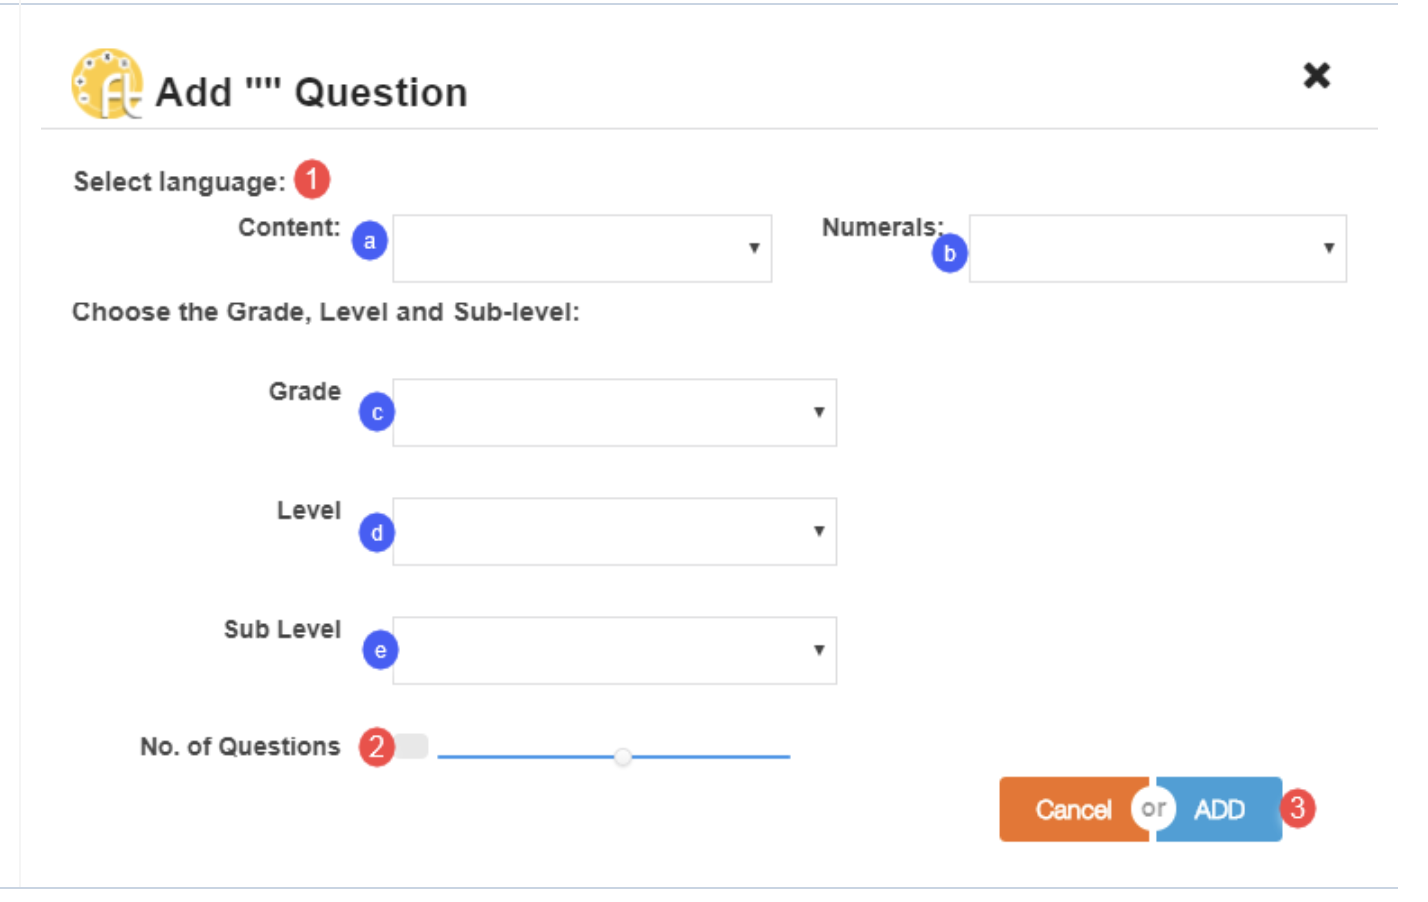 ft Add "" Question ✖
Select language: 1
Content: a ▼ Numerals: b ▼
Choose the Grade, Level and Sub-level:
Grade c ▼
Level d ▼
Sub Level e ▼
No. of Questions 2
Cancel or ADD 3